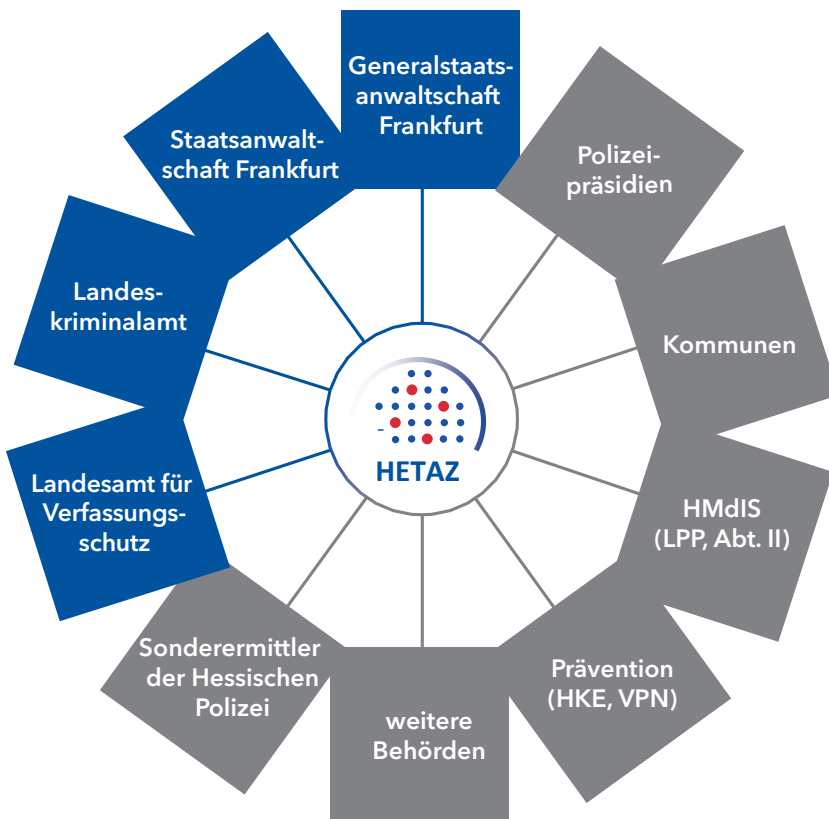 Generalstaats-
anwaltschaft
Frankfurt
Polizei-
präsidien
Kommunen
HMdIS
(LPP, Abt. II)
Prävention
(HKE, VPN)
weitere
Behörden
Sonderermittler
der Hessischen
Polizei
Landesamt für
Verfassungs-
schutz
Landes-
kriminalamt
Staatsanwalt-
schaft Frankfurt
HETAZ